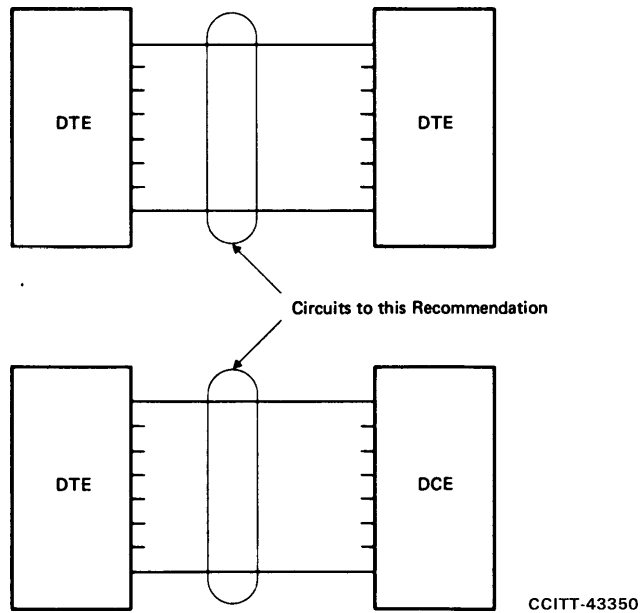 DTE
DTE
Circuits to this Recommendation
DTE
DCE
CCITT-43350